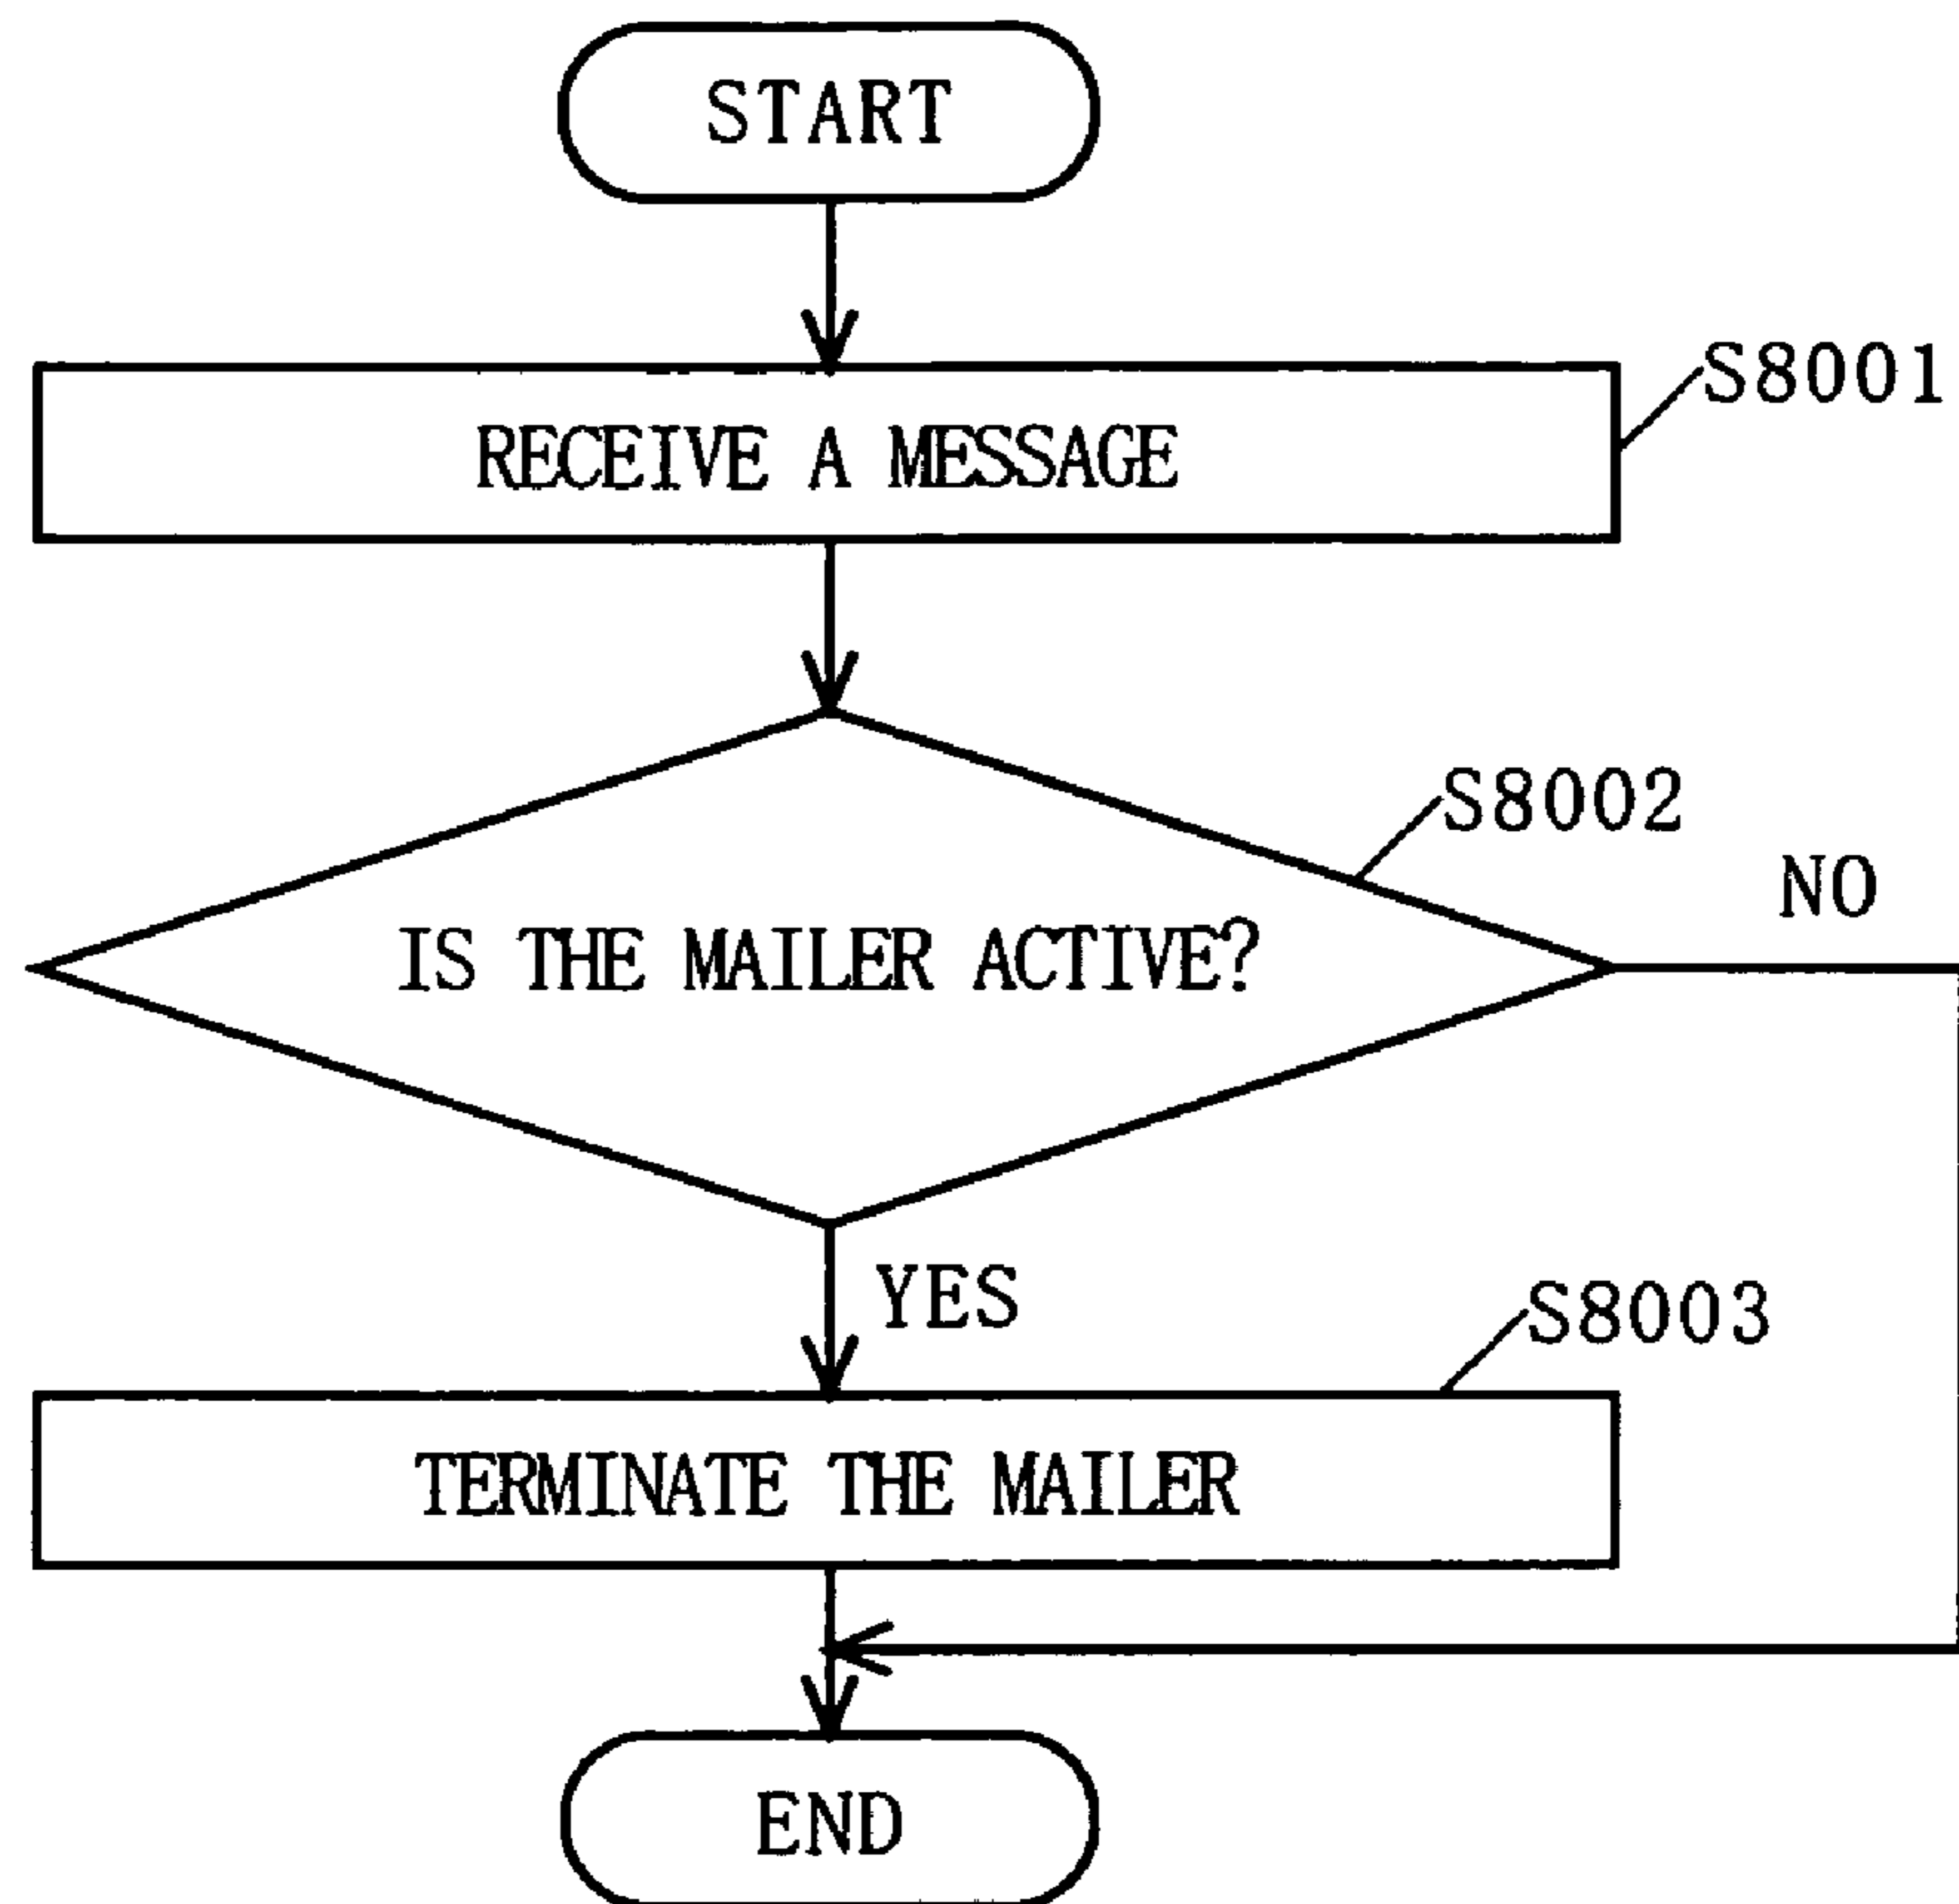 START
S8001
RECEIVE A MESSAGE
S8002
NO
IS THE MAILER ACTIVE?
YES
S8003
TERMINATE THE MAILER
END